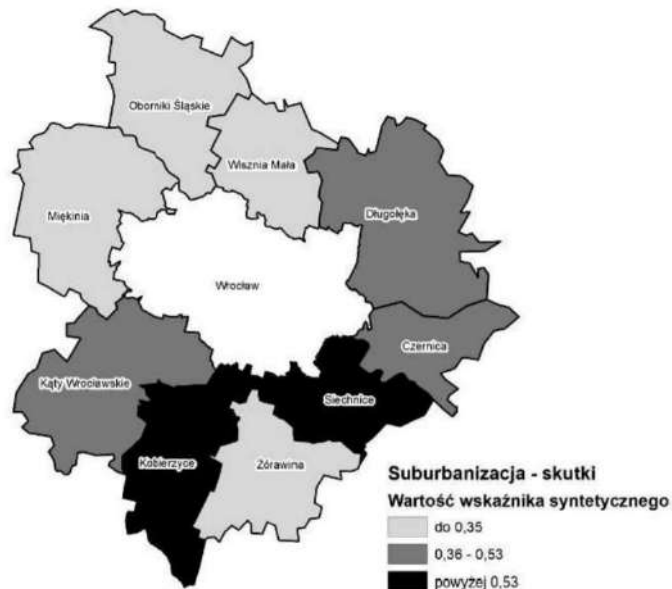 Oborniki Śląskie
Wisznia Mała
Miękinia
Długołęka
Wrocław
Czernica
Kąty Wrocławskie
Siechnice
Kobierzyce
Żórawina
Suburbanizacja - skutki
Wartość wskaźnika syntetycznego
do 0,35
0,36 - 0,53
powyżej 0,53